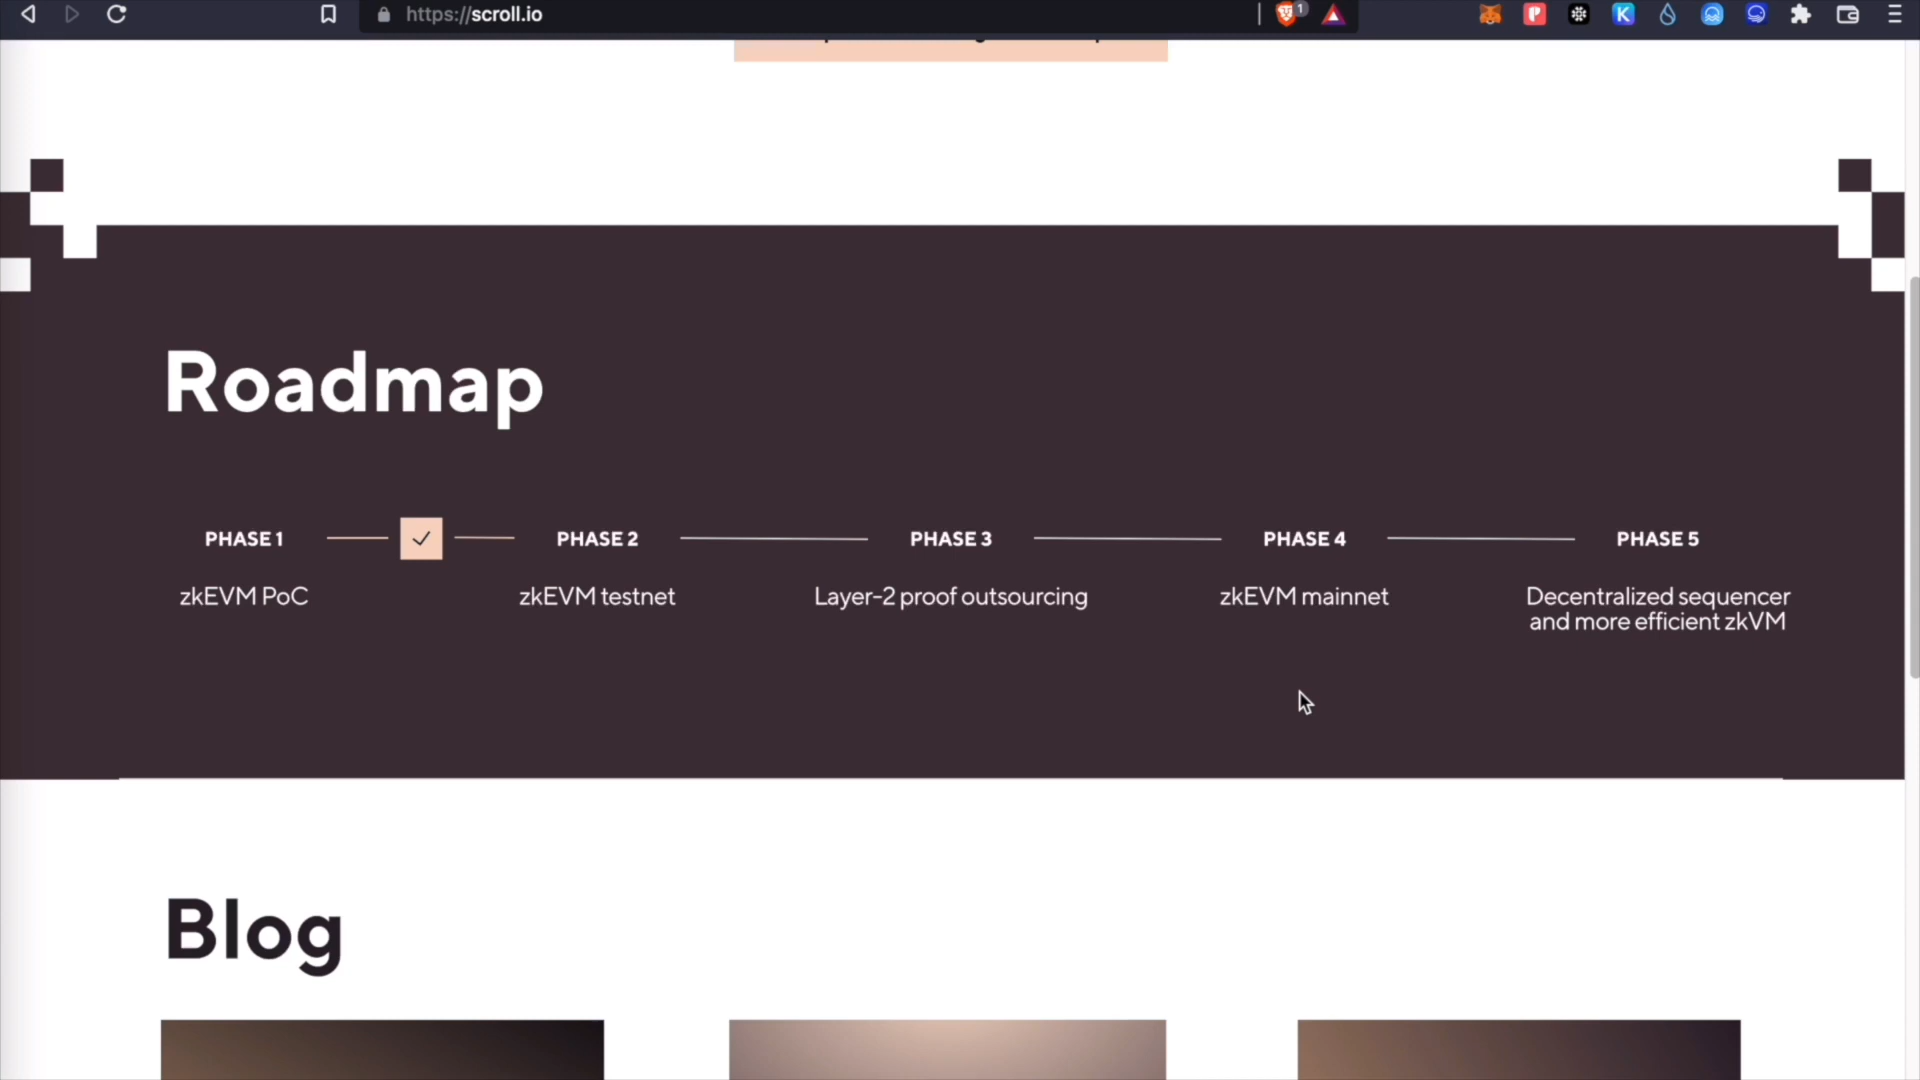 https://scroll.io
1
Roadmap
PHASE 1
PHASE 2
PHASE 3
PHASE 4
PHASE 5
zkEVM PoC
zkEVM testnet
Layer-2 proof outsourcing
zkEVM mainnet
Decentralized sequencer
and more efficient zkVM
Blog